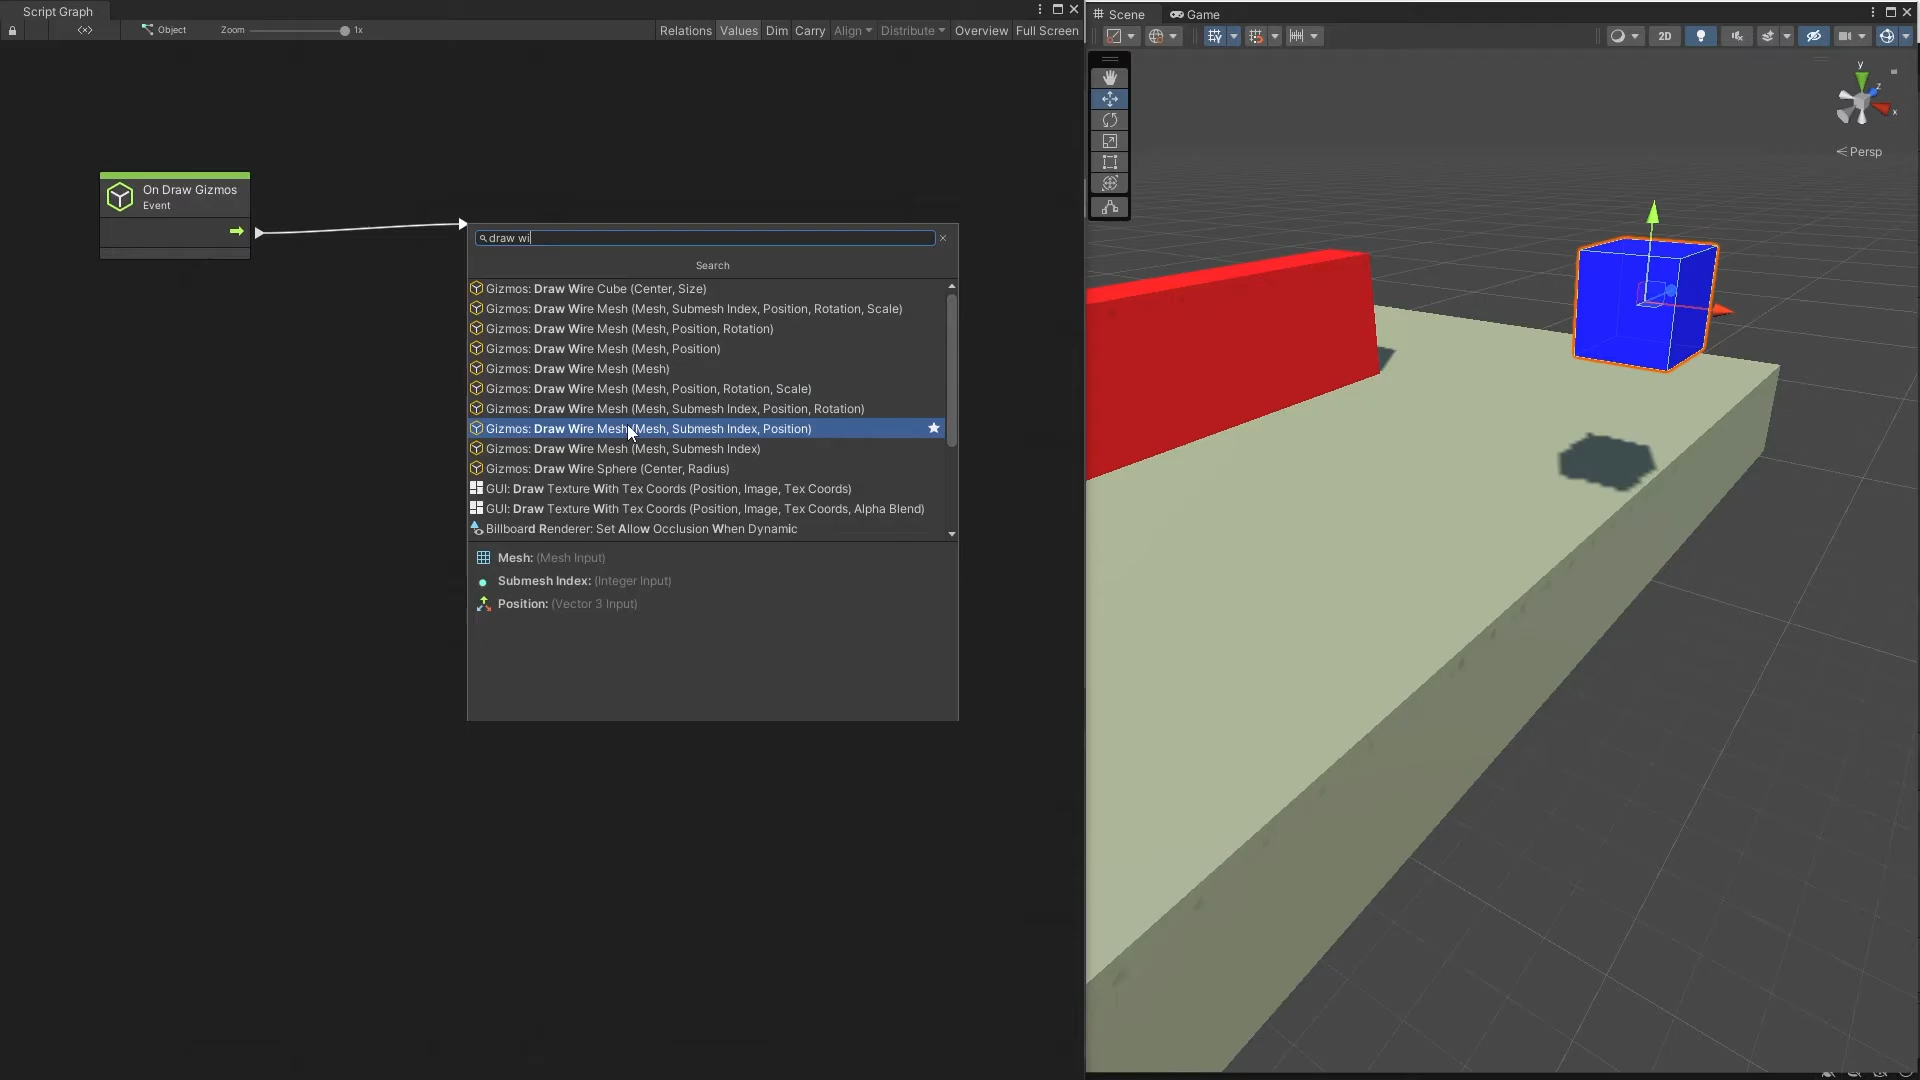 Script Graph
Object
Zoom
1x
Relations
Values
Dim
Carry
Align
Distribute
Overview
Full Screen
On Draw Gizmos
Event
draw wi
Search
Gizmos: Draw Wire Cube (Center, Size)
Gizmos: Draw Wire Mesh (Mesh, Submesh Index, Position, Rotation, Scale)
Gizmos: Draw Wire Mesh (Mesh, Position, Rotation)
Gizmos: Draw Wire Mesh (Mesh, Position)
Gizmos: Draw Wire Mesh (Mesh)
Gizmos: Draw Wire Mesh (Mesh, Position, Rotation, Scale)
Gizmos: Draw Wire Mesh (Mesh, Submesh Index, Position, Rotation)
Gizmos: Draw Wire Mesh (Mesh, Submesh Index, Position)
Gizmos: Draw Wire Mesh (Mesh, Submesh Index)
Gizmos: Draw Wire Sphere (Center, Radius)
GUI: Draw Texture With Tex Coords (Position, Image, Tex Coords)
GUI: Draw Texture With Tex Coords (Position, Image, Tex Coords, Alpha Blend)
Billboard Renderer: Set Allow Occlusion When Dynamic
Mesh: (Mesh Input)
Submesh Index: (Integer Input)
Position: (Vector 3 Input)
Scene
Game
2D
y
z
x
Persp